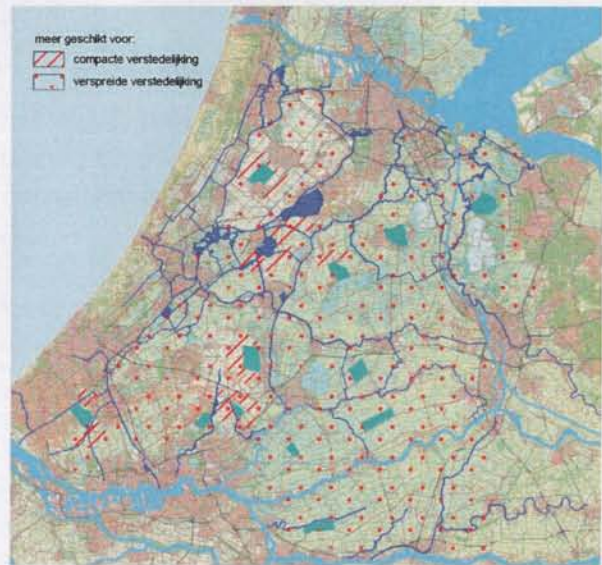 meer geschikt voor:
compacte verstedelijking
verspreide verstedelijking